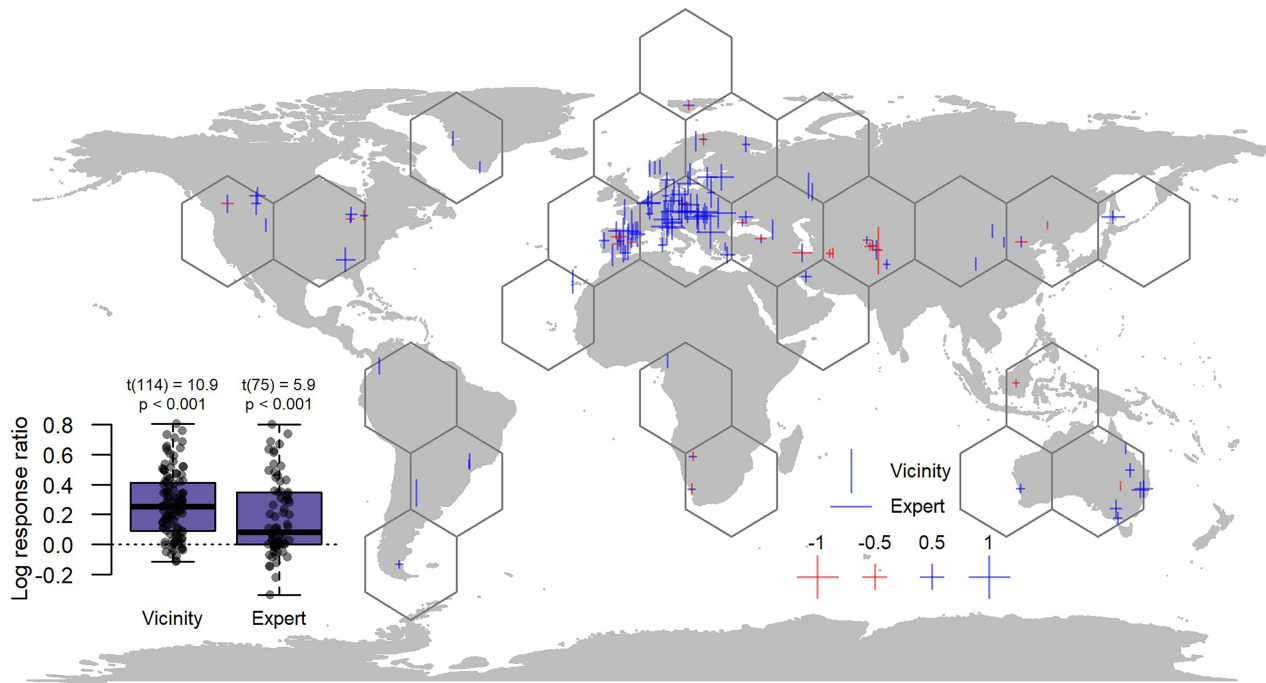 t(114) = 10.9 t(75) = 5.9
p < 0.001 p < 0.001
Log response ratio
0.8
0.6
0.4
0.2
0.0
-0.2
Vicinity Expert
Vicinity
Expert
-1 -0.5 0.5 1